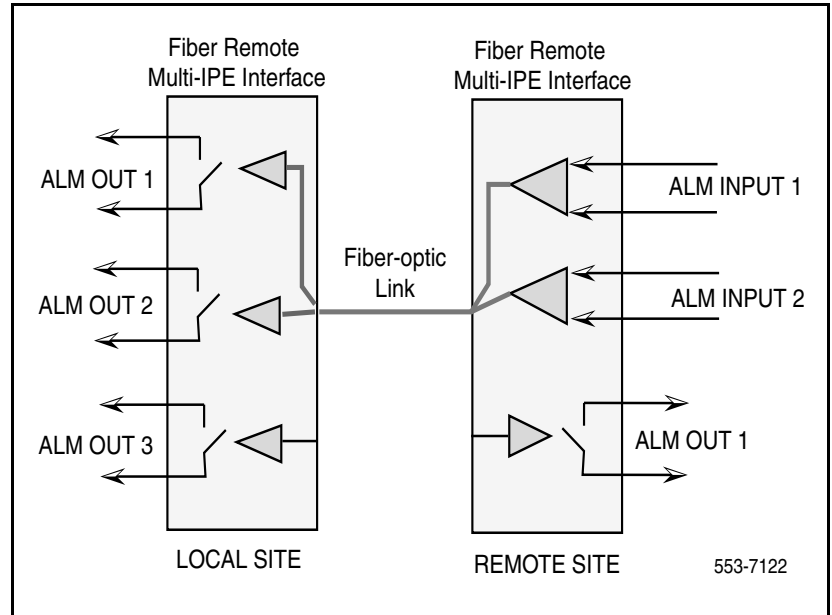 Fiber Remote
Multi-IPE Interface
Fiber Remote
Multi-IPE Interface
ALM OUT 1
ALM INPUT 1
Fiber-optic
Link
ALM OUT 2
ALM INPUT 2
ALM OUT 3
ALM OUT 1
LOCAL SITE
REMOTE SITE
553-7122